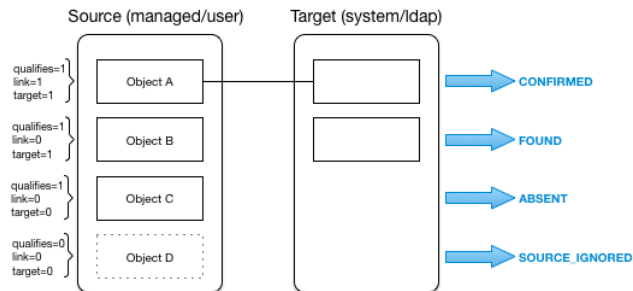 Source (managed/user)
Target (system/ldap)
qualifies=1
link=1
target=1
Object A
CONFIRMED
qualifies=1
link=0
target=1
Object B
FOUND
qualifies=1
link=0
target=0
Object C
ABSENT
qualifies=0
link=0
target=0
Object D
SOURCE_IGNORED